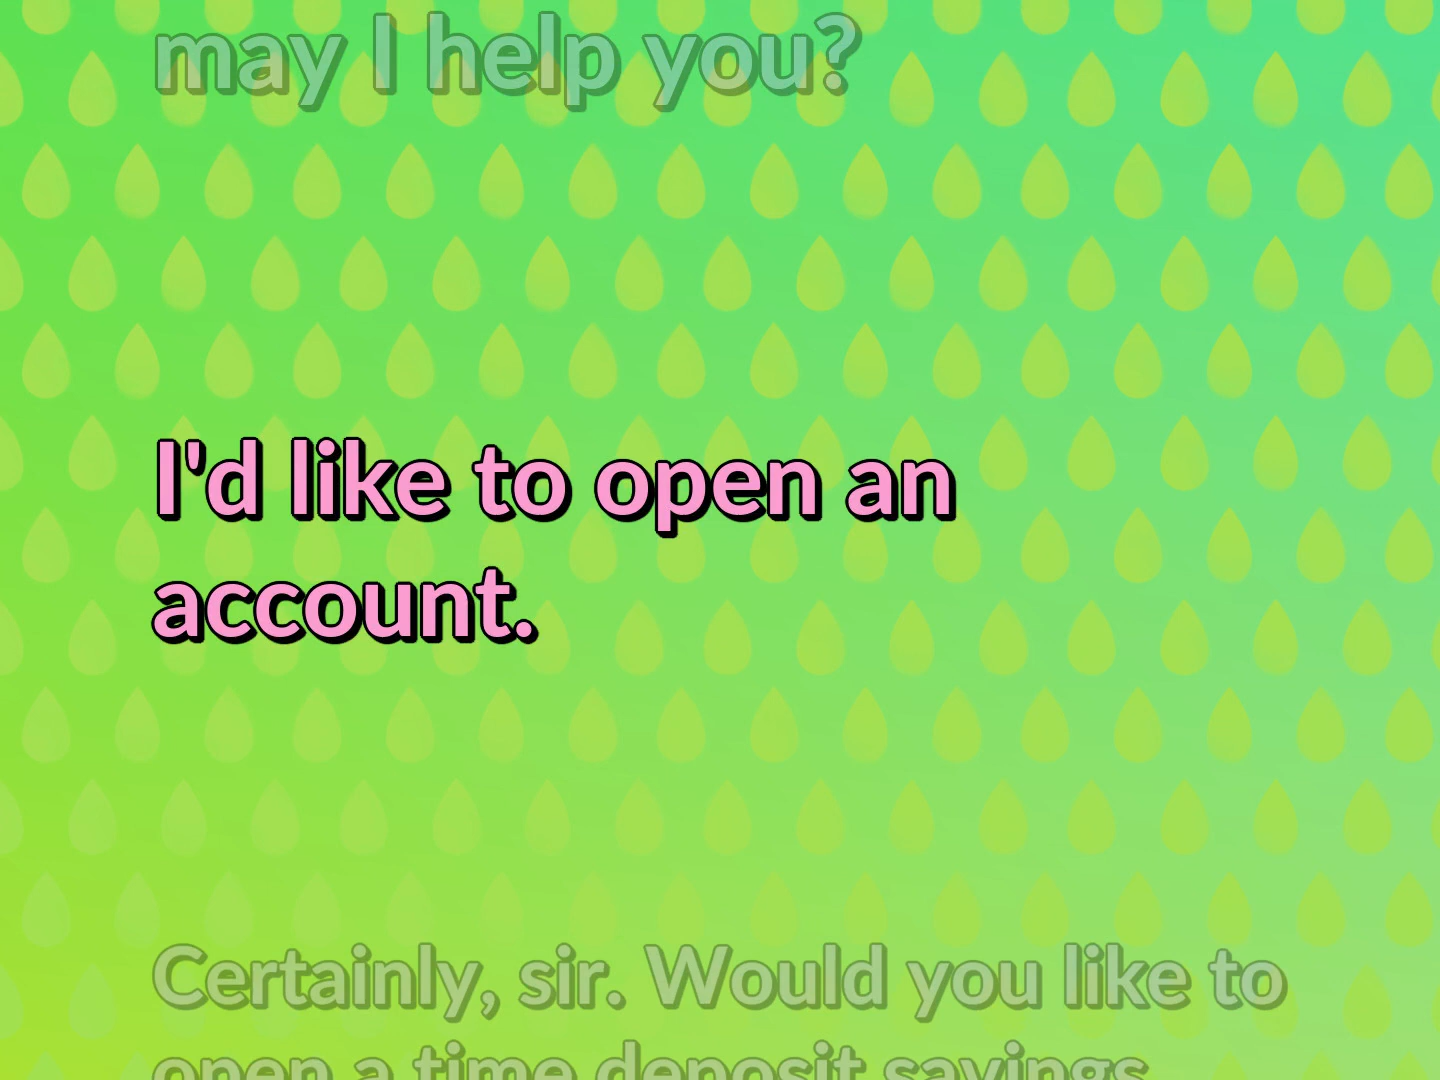 may I help you?
I'd like to open an
account.
Certainly, sir. Would you like to
open a time deposit savings